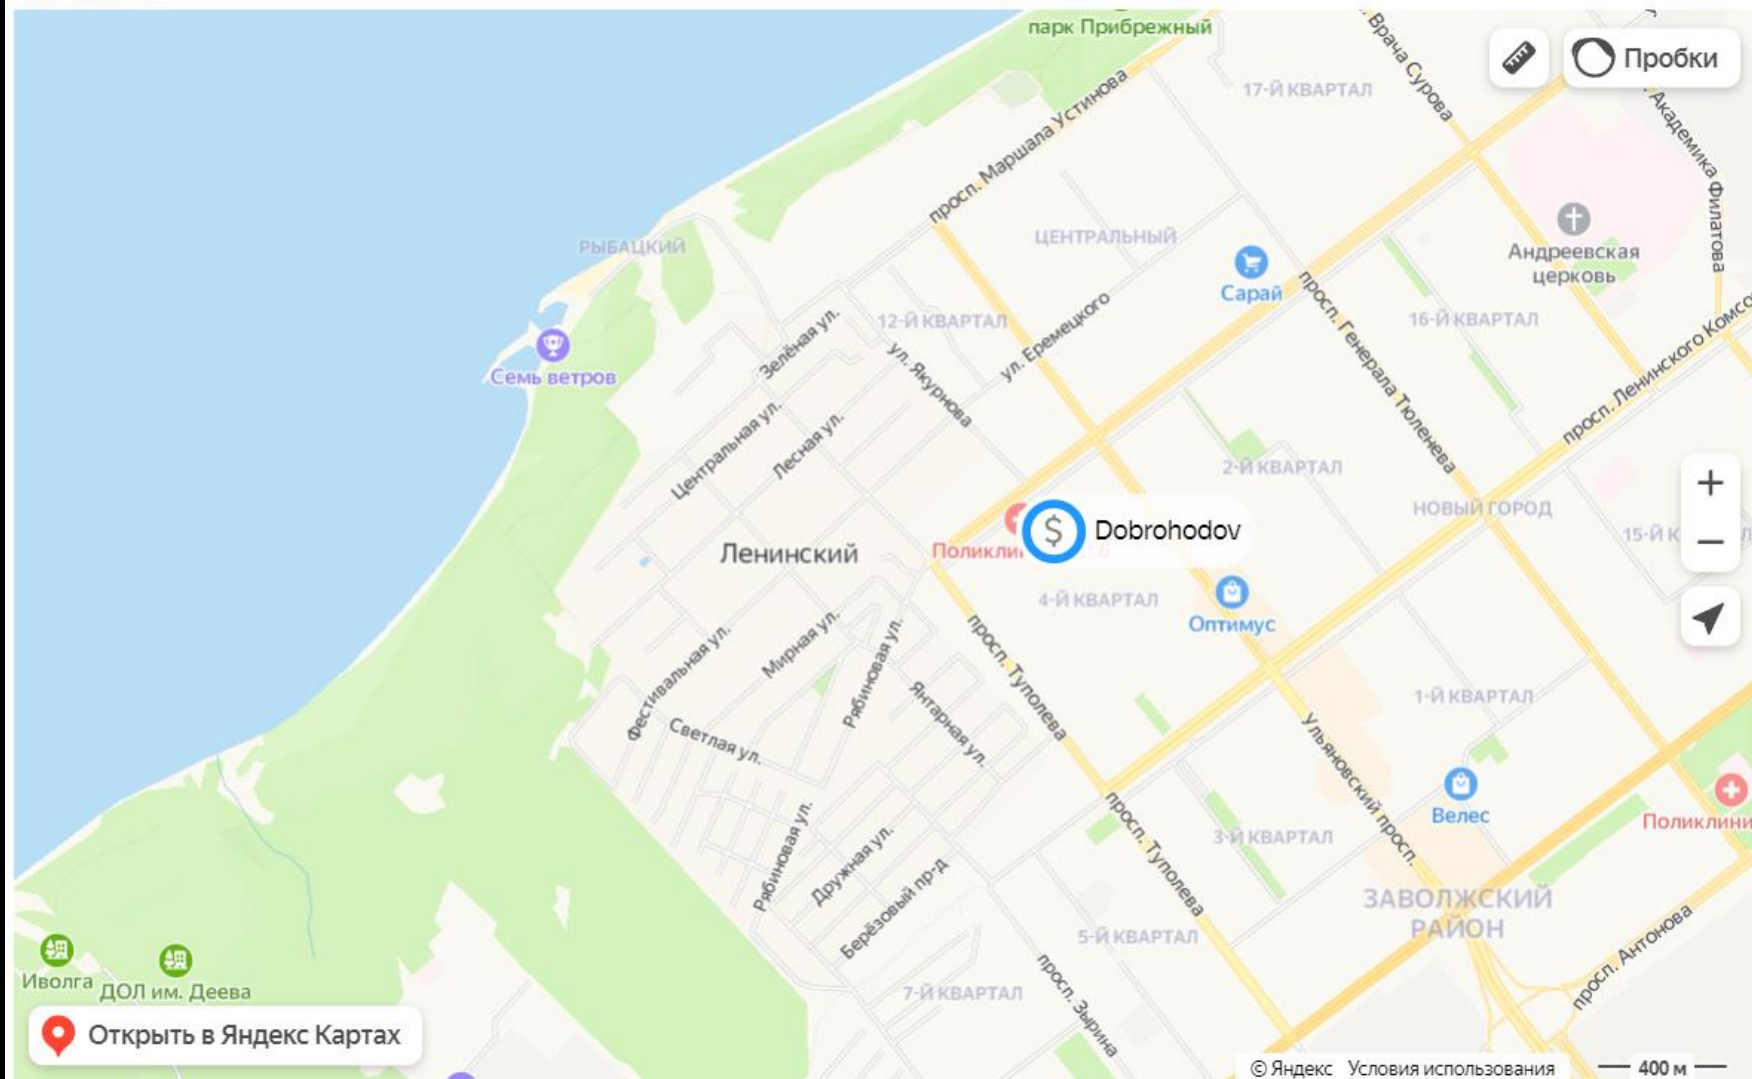 парк Прибрежный
Врача Сурова
Пробки
17-Й КВАРТАЛ
просп. Маршала Устинова
Академика Филатова
РЫБАЦКИЙ
ЦЕНТРАЛЬНЫЙ
Андреевская
церковь
Сарай
12-Й КВАРТАЛ
Зелёная ул.
ул. Еремецкого
просп. Генерала Тюленева
16-Й КВАРТАЛ
просп. Ленинского Комсо
Семь ветров
ул. Якурнова
Центральная ул.
Лесная ул.
2-Й КВАРТАЛ
НОВЫЙ ГОРОД
15-Й К
Ленинский
Поликли
$ Dobrohodov
4-Й КВАРТАЛ
Оптимус
Фестивальная ул.
Мирная ул.
Рябиновая ул.
просп. Туполева
Янтарная ул.
Светлая ул.
1-Й КВАРТАЛ
Ульяновский просп.
Велес
Поликлини
3-Й КВАРТАЛ
просп. Туполева
Рябиновая ул.
Дружная ул.
Берёзовый пр-д
ЗАВОЛЖСКИЙ
РАЙОН
5-Й КВАРТАЛ
просп. Антонова
7-Й КВАРТАЛ
просп. Зырина
Иволга
ДОЛ им. Деева
Открыть в Яндекс Картах
© Яндекс Условия использования
400 м